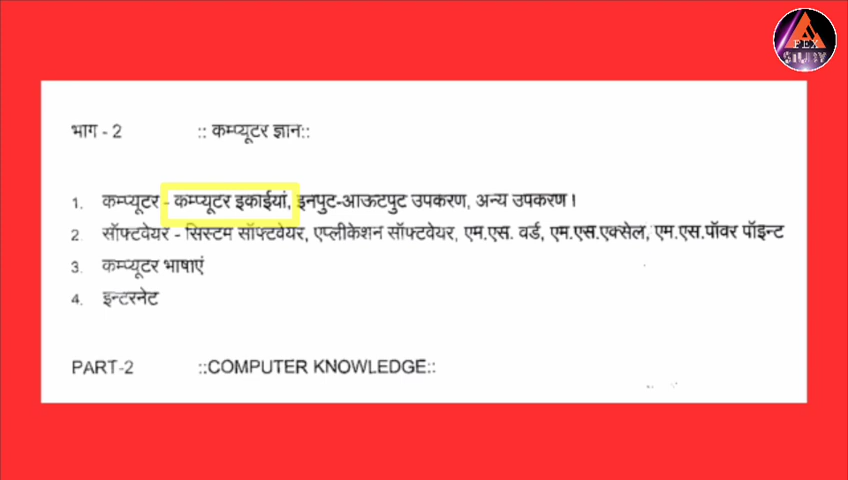 APEX
STUDY
भाग - 2 :: कम्प्यूटर ज्ञान::
1. कम्प्यूटर - कम्प्यूटर इकाईयां, इनपुट-आऊटपुट उपकरण, अन्य उपकरण।
2. सॉफ्टवेयर - सिस्टम सॉफ्टवेयर, एप्लीकेशन सॉफ्टवेयर, एम.एस. वर्ड, एम.एस.एक्सेल, एम.एस.पॉवर पॉइन्ट
3. कम्प्यूटर भाषाएं
4. इन्टरनेट
PART-2 ::COMPUTER KNOWLEDGE::